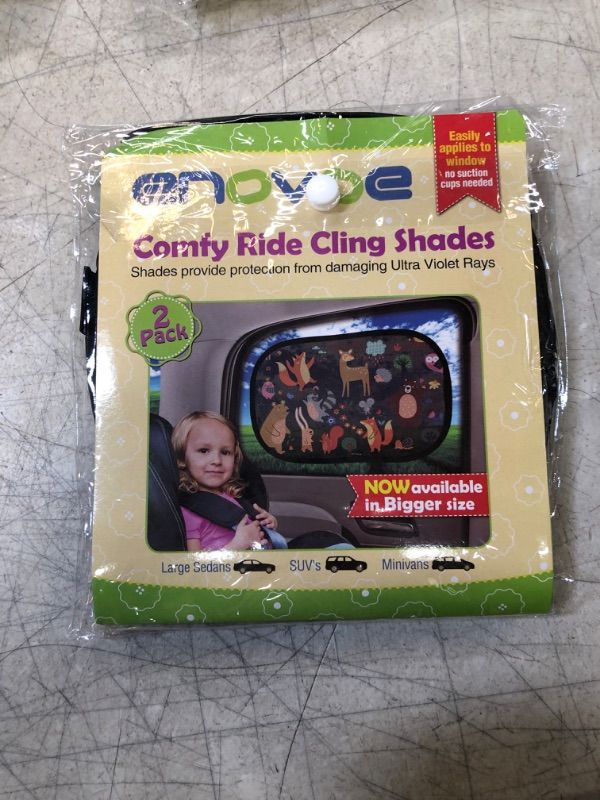 enovoe
Easily
applies to
window
no suction
cups needed
Comfy Ride Cling Shades
Shades provide protection from damaging Ultra Violet Rays
2
Pack
NOW available
in Bigger size
Large Sedans SUV's Minivans